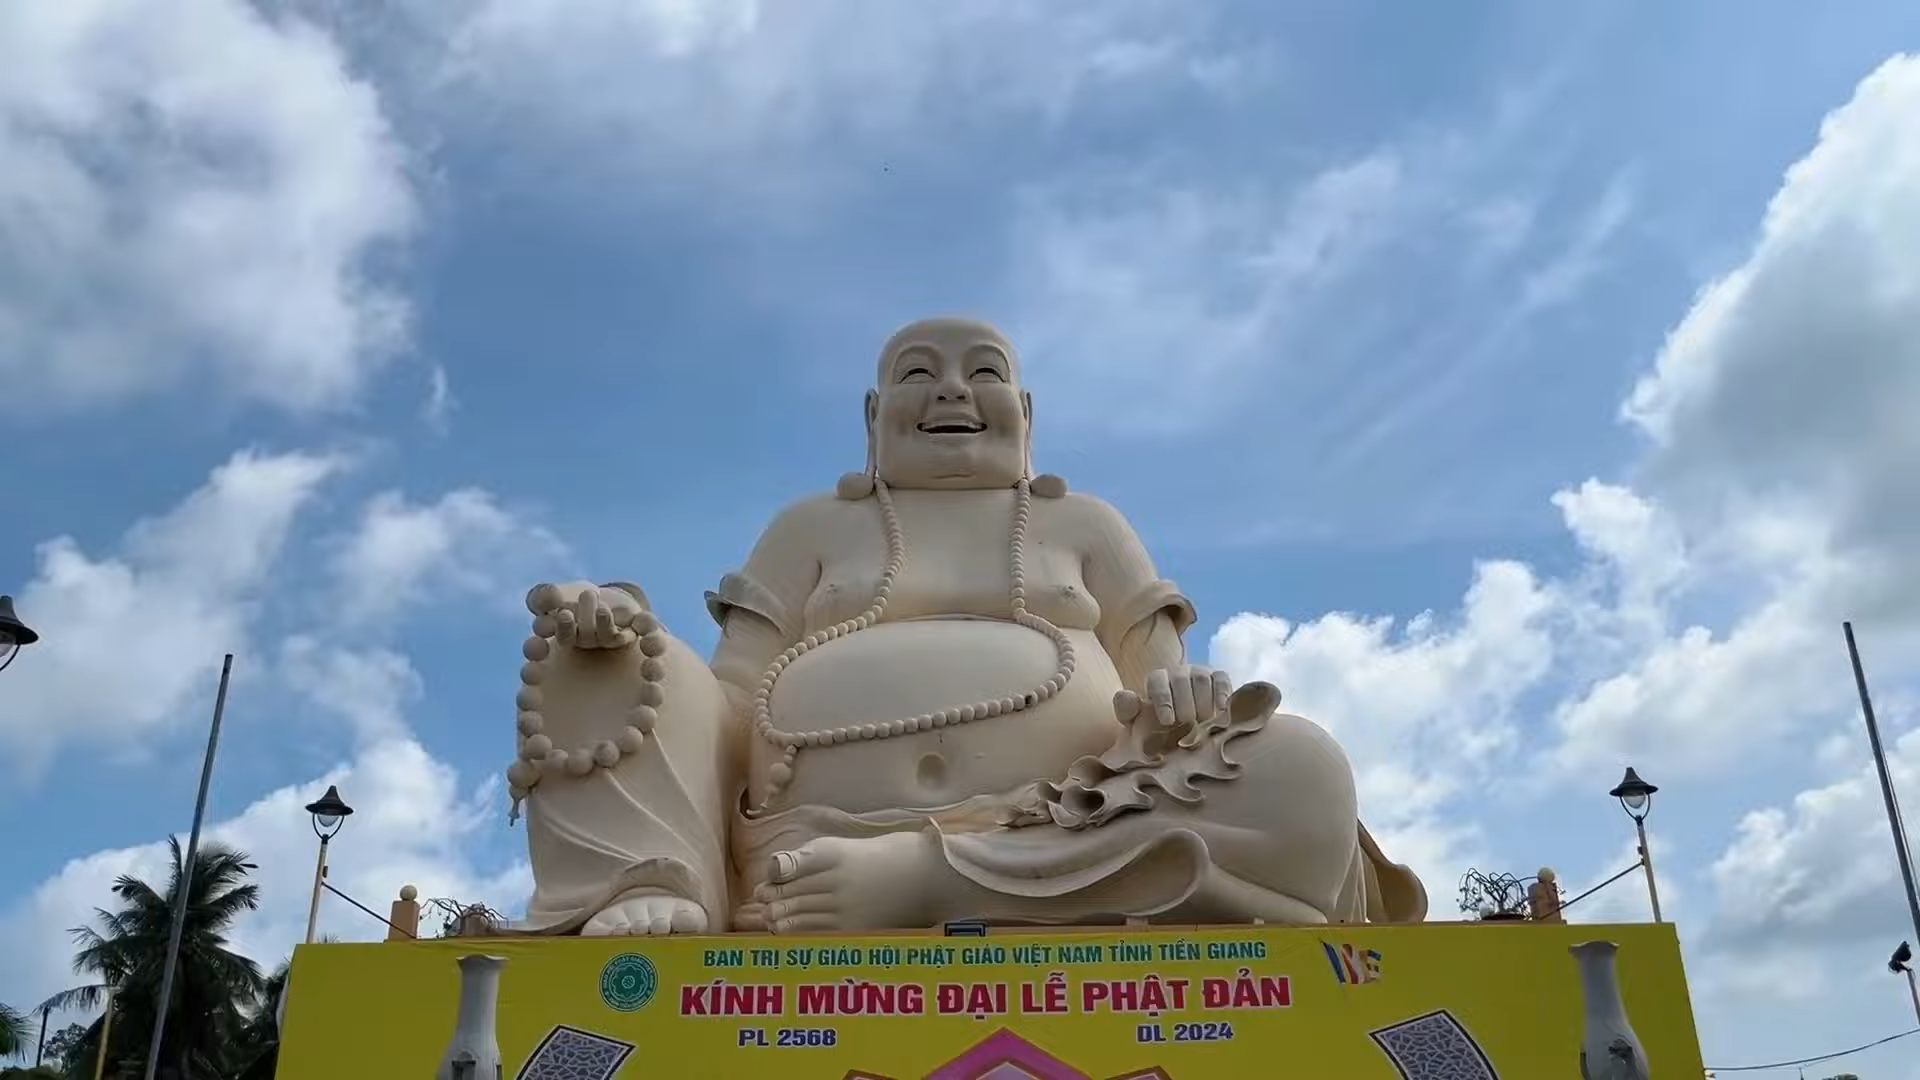 BAN TRỊ SỰ GIÁO HỘI PHẬT GIÁO VIỆT NAM TỈNH TIỀN GIANG
KÍNH MỪNG ĐẠI LỄ PHẬT ĐẢN
PL 2568 DL 2024